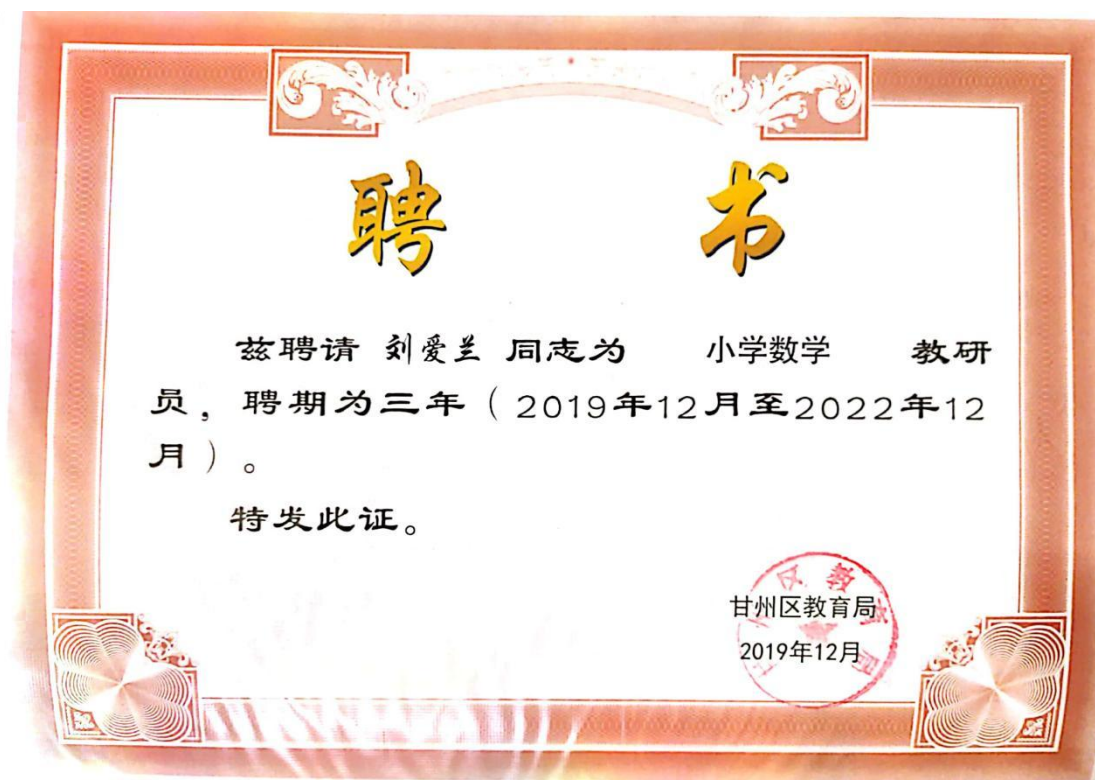 聘 书
兹聘请 刘爱兰 同志为 小学数学 教研
员，聘期为三年（2019年12月至2022年12
月）。
特发此证。
甘州区教育局
2019年12月